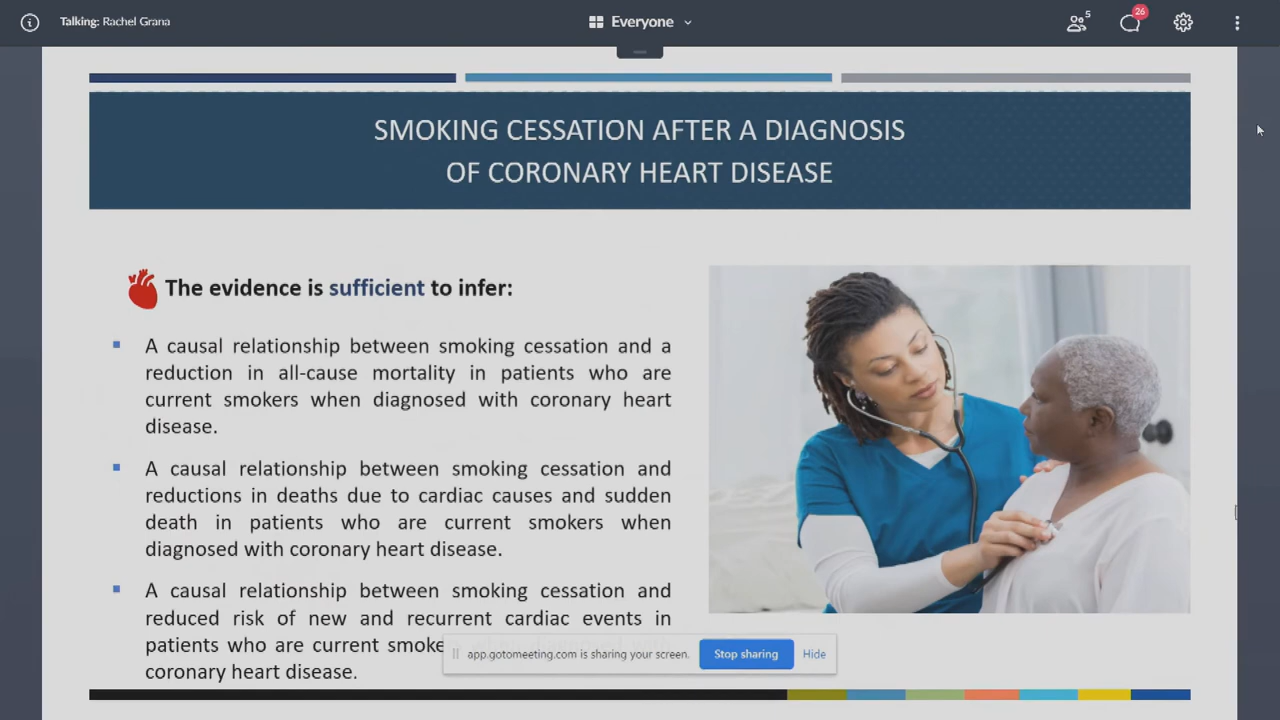 Talking: Rachel Grana
Everyone
5
26
SMOKING CESSATION AFTER A DIAGNOSIS
OF CORONARY HEART DISEASE
The evidence is sufficient to infer:
A causal relationship between smoking cessation and a
reduction in all-cause mortality in patients who are
current smokers when diagnosed with coronary heart
disease.
A causal relationship between smoking cessation and
reductions in deaths due to cardiac causes and sudden
death in patients who are current smokers when
diagnosed with coronary heart disease.
A causal relationship between smoking cessation and
reduced risk of new and recurrent cardiac events in
patients who are current smoke
coronary heart disease.
app.gotomeeting.com is sharing your screen.
Stop sharing
Hide